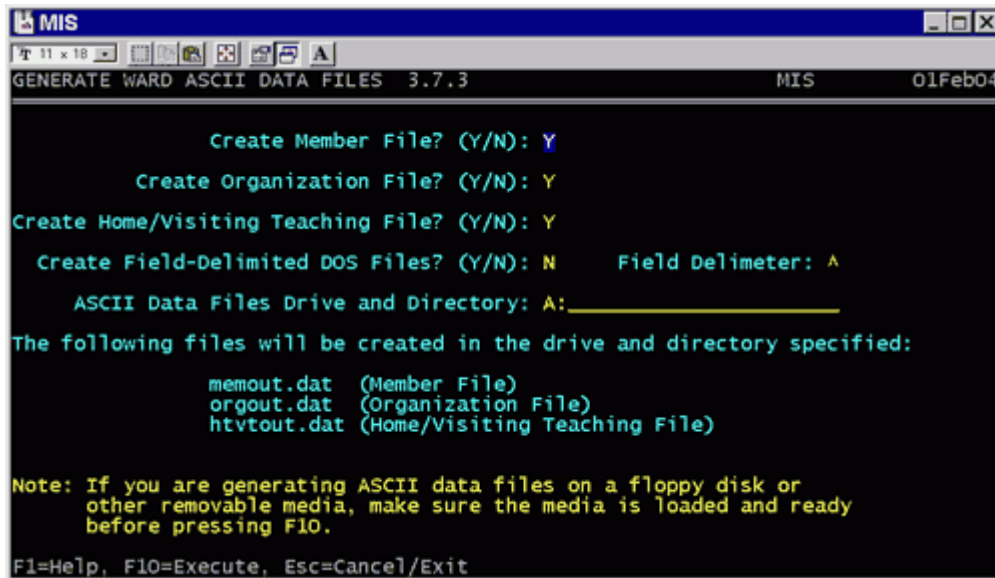 MIS
11 x 18
A
GENERATE WARD ASCII DATA FILES 3.7.3 MIS 01Feb04
Create Member File? (Y/N): Y
Create Organization File? (Y/N): Y
Create Home/Visiting Teaching File? (Y/N): Y
Create Field-Delimited DOS Files? (Y/N): N Field Delimeter: ^
ASCII Data Files Drive and Directory: A:
The following files will be created in the drive and directory specified:
memout.dat (Member File)
orgout.dat (Organization File)
htvtout.dat (Home/Visiting Teaching File)
Note: If you are generating ASCII data files on a floppy disk or
other removable media, make sure the media is loaded and ready
before pressing F10.
F1=Help, F10=Execute, Esc=Cancel/Exit